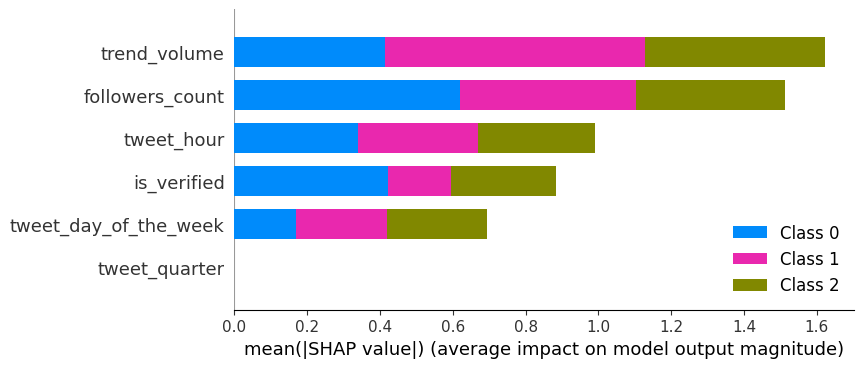 trend_volume
followers_count
tweet_hour
is_verified
tweet_day_of_the_week
tweet_quarter
Class 0
Class 1
Class 2
0.0 0.2 0.4 0.6 0.8 1.0 1.2 1.4 1.6
mean(|SHAP value|) (average impact on model output magnitude)